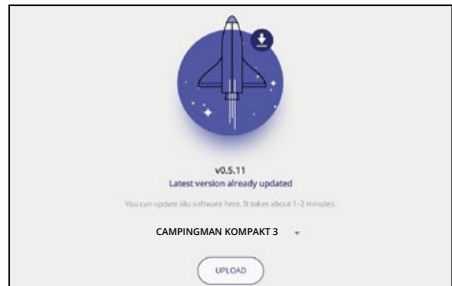 v0.5.11
Latest version already updated
You can update idu software here. It takes about 1-2 minutes.
CAMPINGMAN KOMPAKT 3
UPLOAD